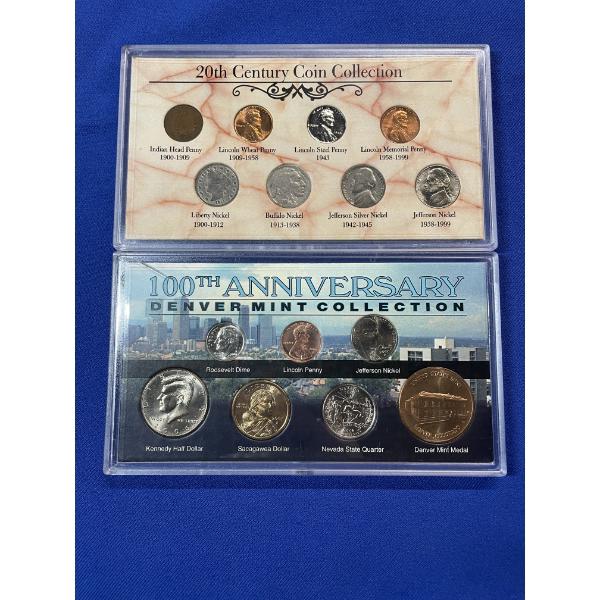 20th Century Coin Collection
Indian Head Penny
1900-1909
Lincoln Wheat Penny
1909-1958
Lincoln Steel Penny
1943
Lincoln Memorial Penny
1958-1999
Liberty Nickel
1900-1912
Buffalo Nickel
1913-1938
Jefferson Silver Nickel
1942-1945
Jefferson Nickel
1938-1999
100TH ANNIVERSARY
DENVER MINT COLLECTION
Roosevelt Dime
Lincoln Penny
Jefferson Nickel
Kennedy Half Dollar
Sacagawea Dollar
Nevada State Quarter
Denver Mint Medal